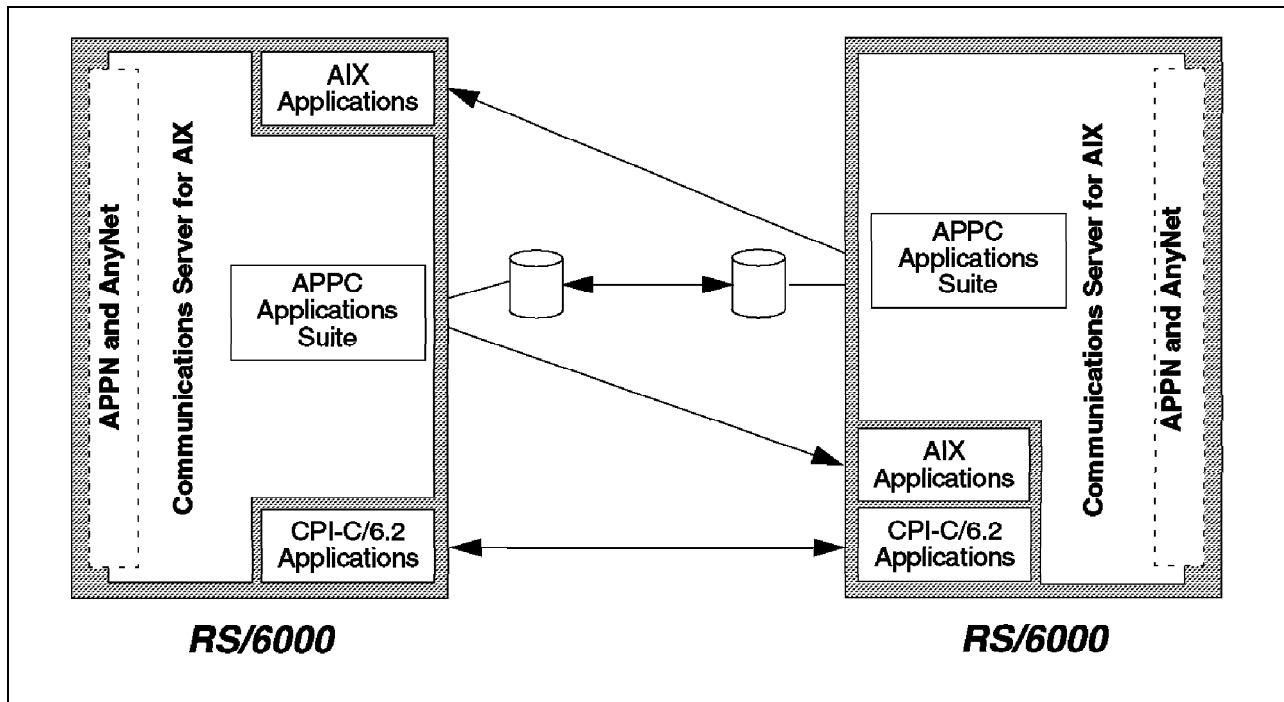 AIX
Applications
APPN and AnyNet
Communications Server for AIX
APPC
Applications
Suite
CPI-C/6.2
Applications
RS/6000
APPC
Applications
Suite
Communications Server for AIX
APPN and AnyNet
AIX
Applications
CPI-C/6.2
Applications
RS/6000